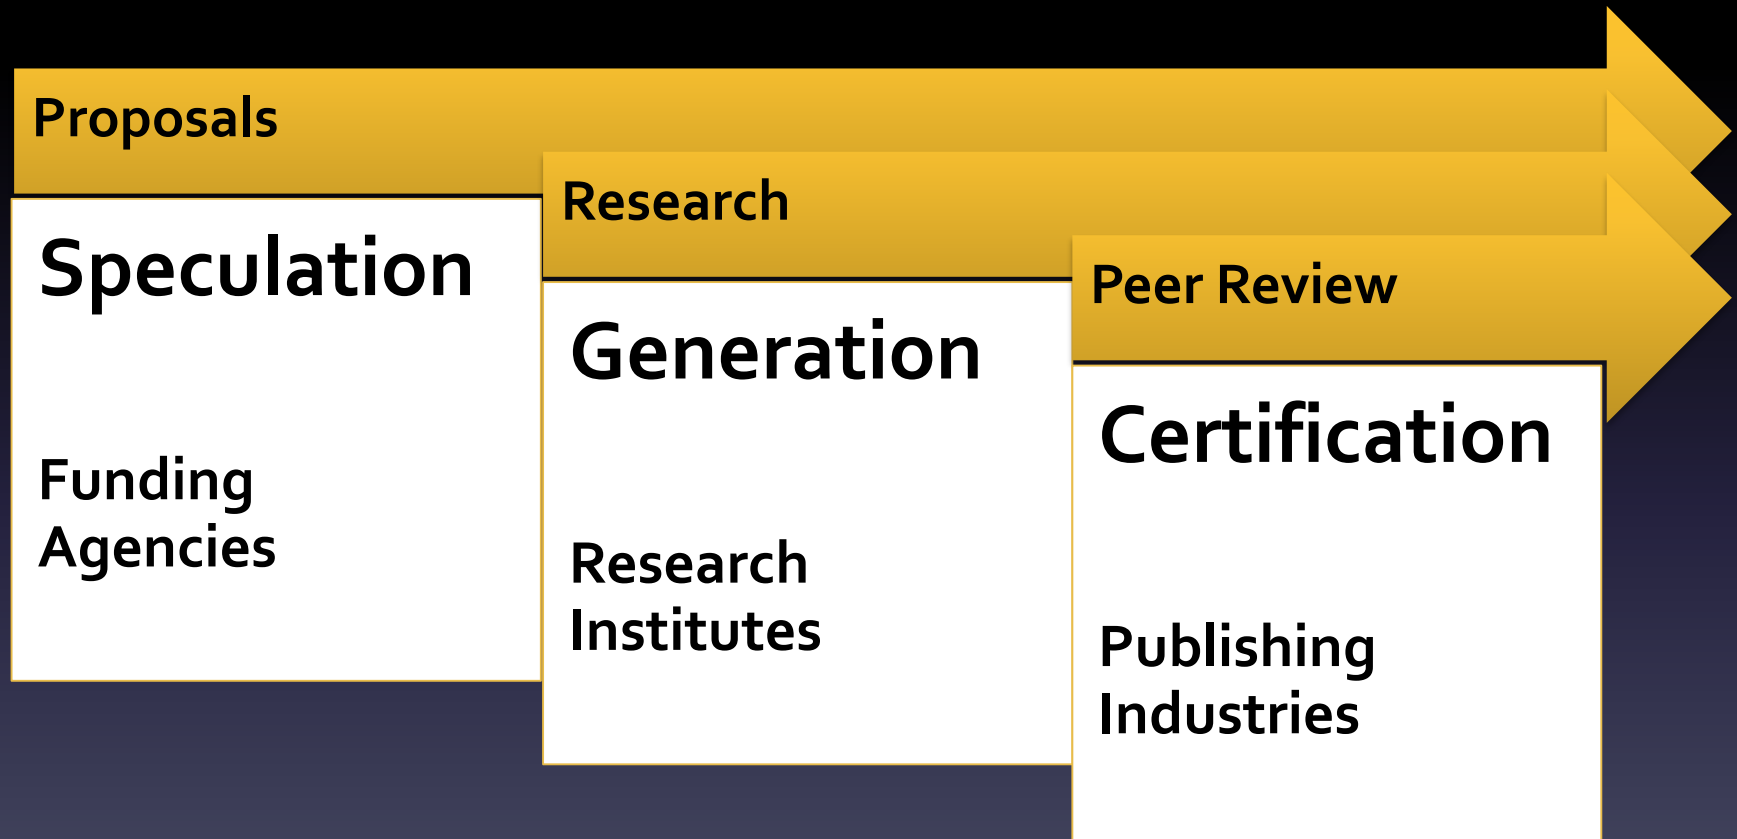 Proposals
Speculation
Funding
Agencies
Research
Generation
Research
Institutes
Peer Review
Certification
Publishing
Industries